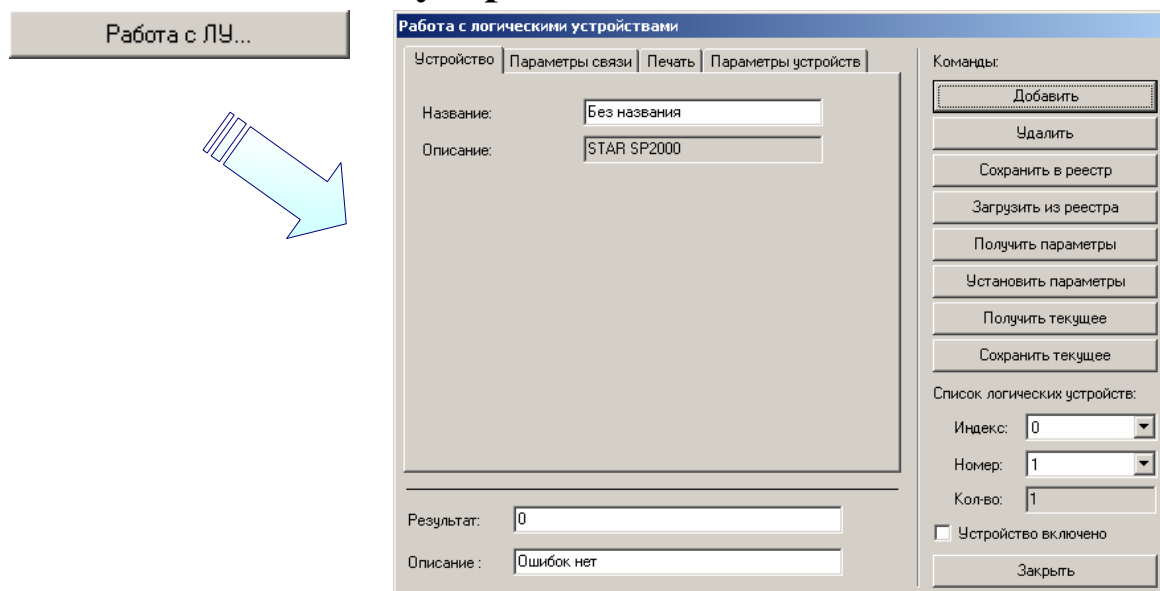 Работа с ЛУ...
Работа с логическими устройствами
Устройство
Параметры связи
Печать
Параметры устройств
Название:
Без названия
Описание:
STAR SP2000
Результат:
0
Описание :
Ошибок нет
Команды:
Добавить
Удалить
Сохранить в реестр
Загрузить из реестра
Получить параметры
Установить параметры
Получить текущее
Сохранить текущее
Список логических устройств:
Индекс: 0
Номер: 1
Кол-во: 1
Устройство включено
Закрыть